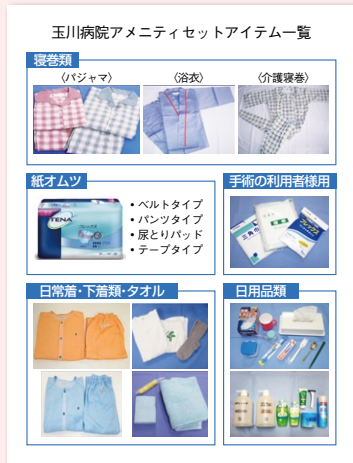 玉川病院アメニティセットアイテム一覧
寝巻類
〈パジャマ〉
〈浴衣〉
〈介護寝巻〉
紙オムツ
TENA
• ベルトタイプ
• パンツタイプ
• 尿とりパッド
• テープタイプ
手術の利用者様用
三角巾
日常着・下着類・タオル
日用品類